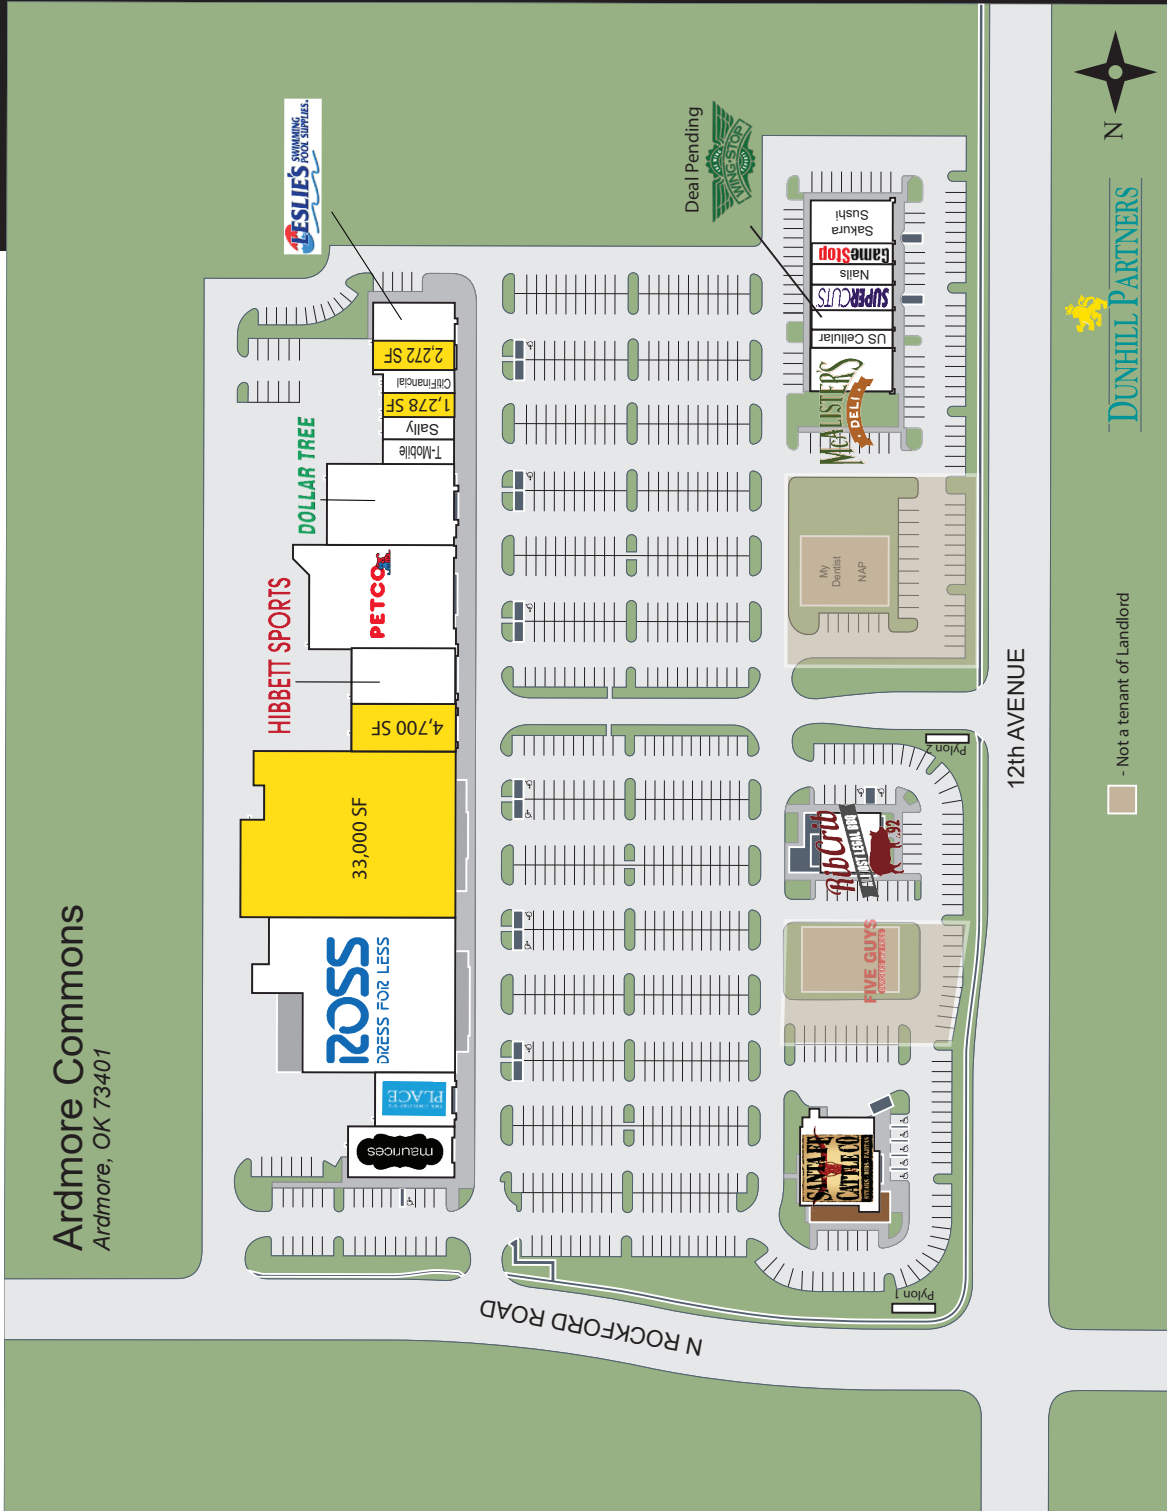 Ardmore Commons
Ardmore, OK 73401
LESLIE'S
SWIMMING
POOL SUPPLIES.
DOLLAR TREE
HIBBETT SPORTS
2,272 SF
CitiFinancial
1,278 SF
Sally
T-Mobile
PETCO
4,700 SF
33,000 SF
ROSS
DRESS FOR LESS
PLACE
maurices
Deal Pending
WING·STOP
Sakura
Sushi
GameStop
Nails
SUPERCUTS
US Cellular
McALISTER'S
DELI
My
Dentist
NAP
Pylon 2
RibCrib
FIVE GUYS
SANTA FE
CATTLE CO.
Pylon 1
N ROCKFORD ROAD
12th AVENUE
N
DUNHILL PARTNERS
- Not a tenant of Landlord